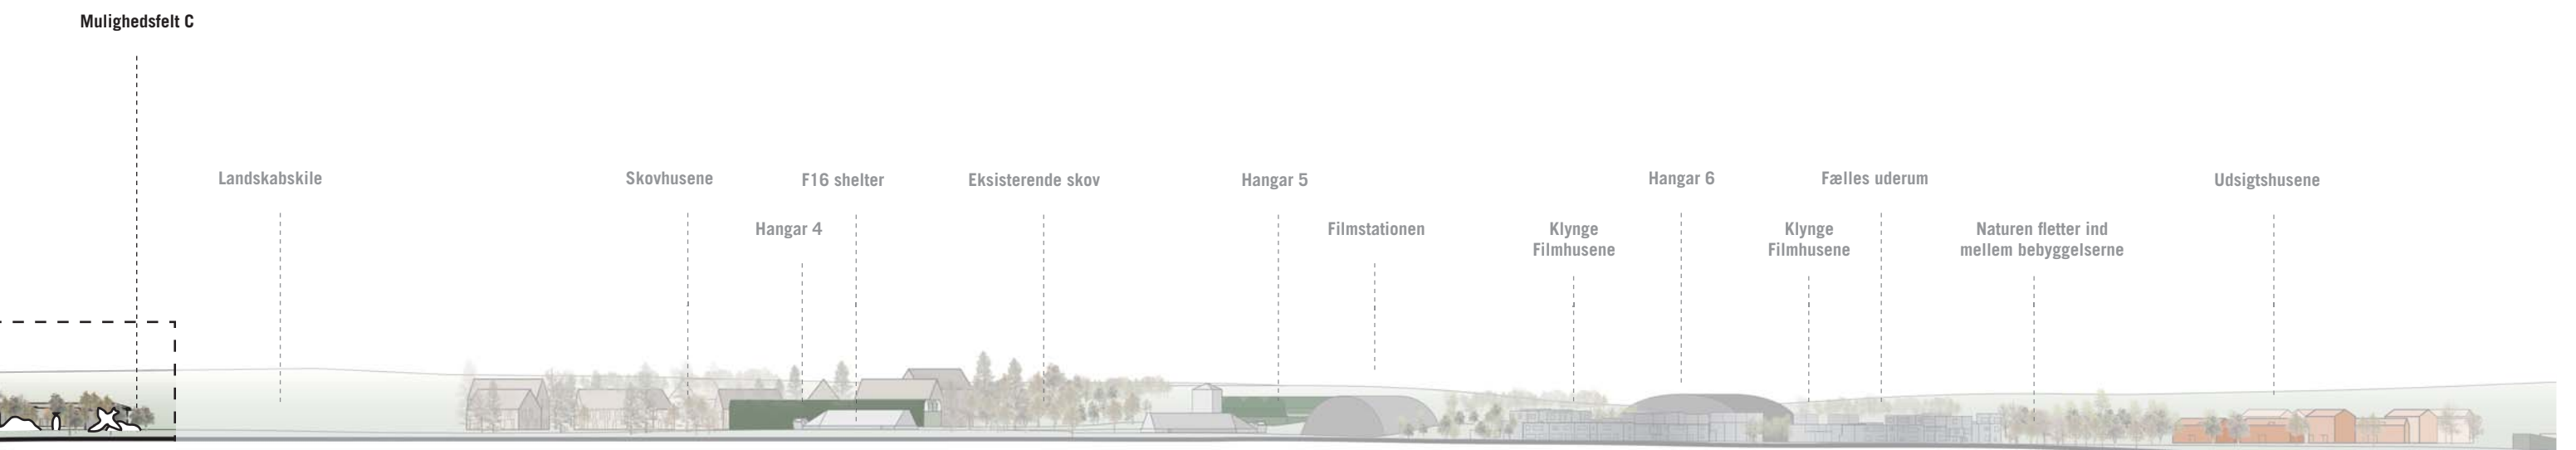 Mulighedsfelt C
Landskabskile
Skovhusene
Hangar 4
F16 shelter
Eksisterende skov
Hangar 5
Filmstationen
Klynge
Filmhusene
Hangar 6
Klynge
Filmhusene
Fælles uderum
Naturen fletter ind
mellem bebyggelserne
Udsigtshusene